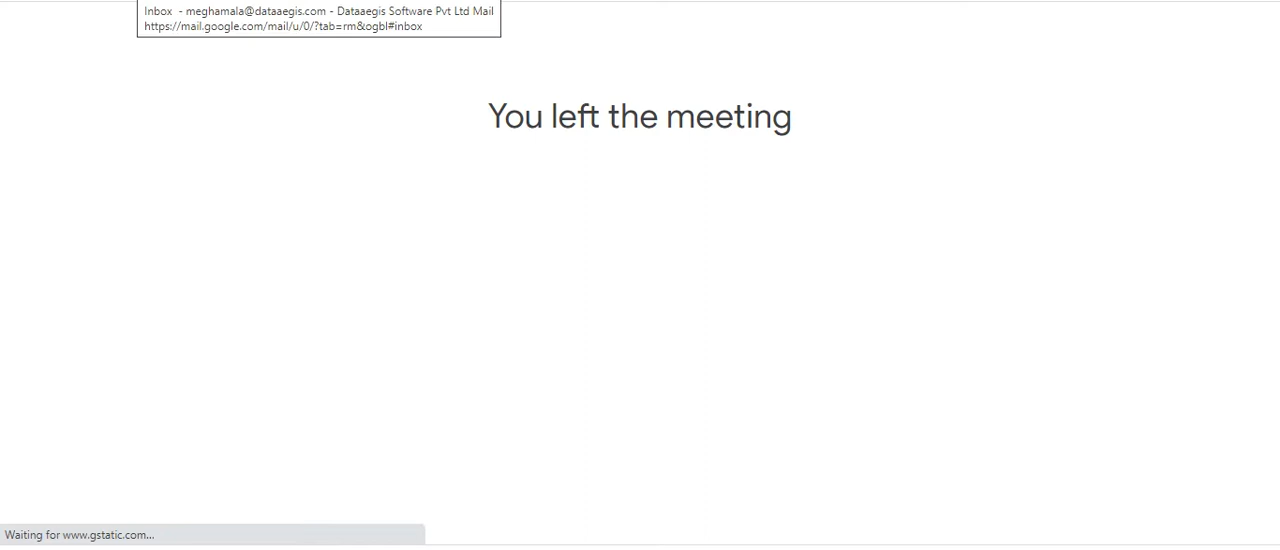 Inbox - meghamala@dataaegis.com - Dataaegis Software Pvt Ltd Mail
https://mail.google.com/mail/u/0/?tab=rm&ogbl#inbox
You left the meeting
Waiting for www.gstatic.com...